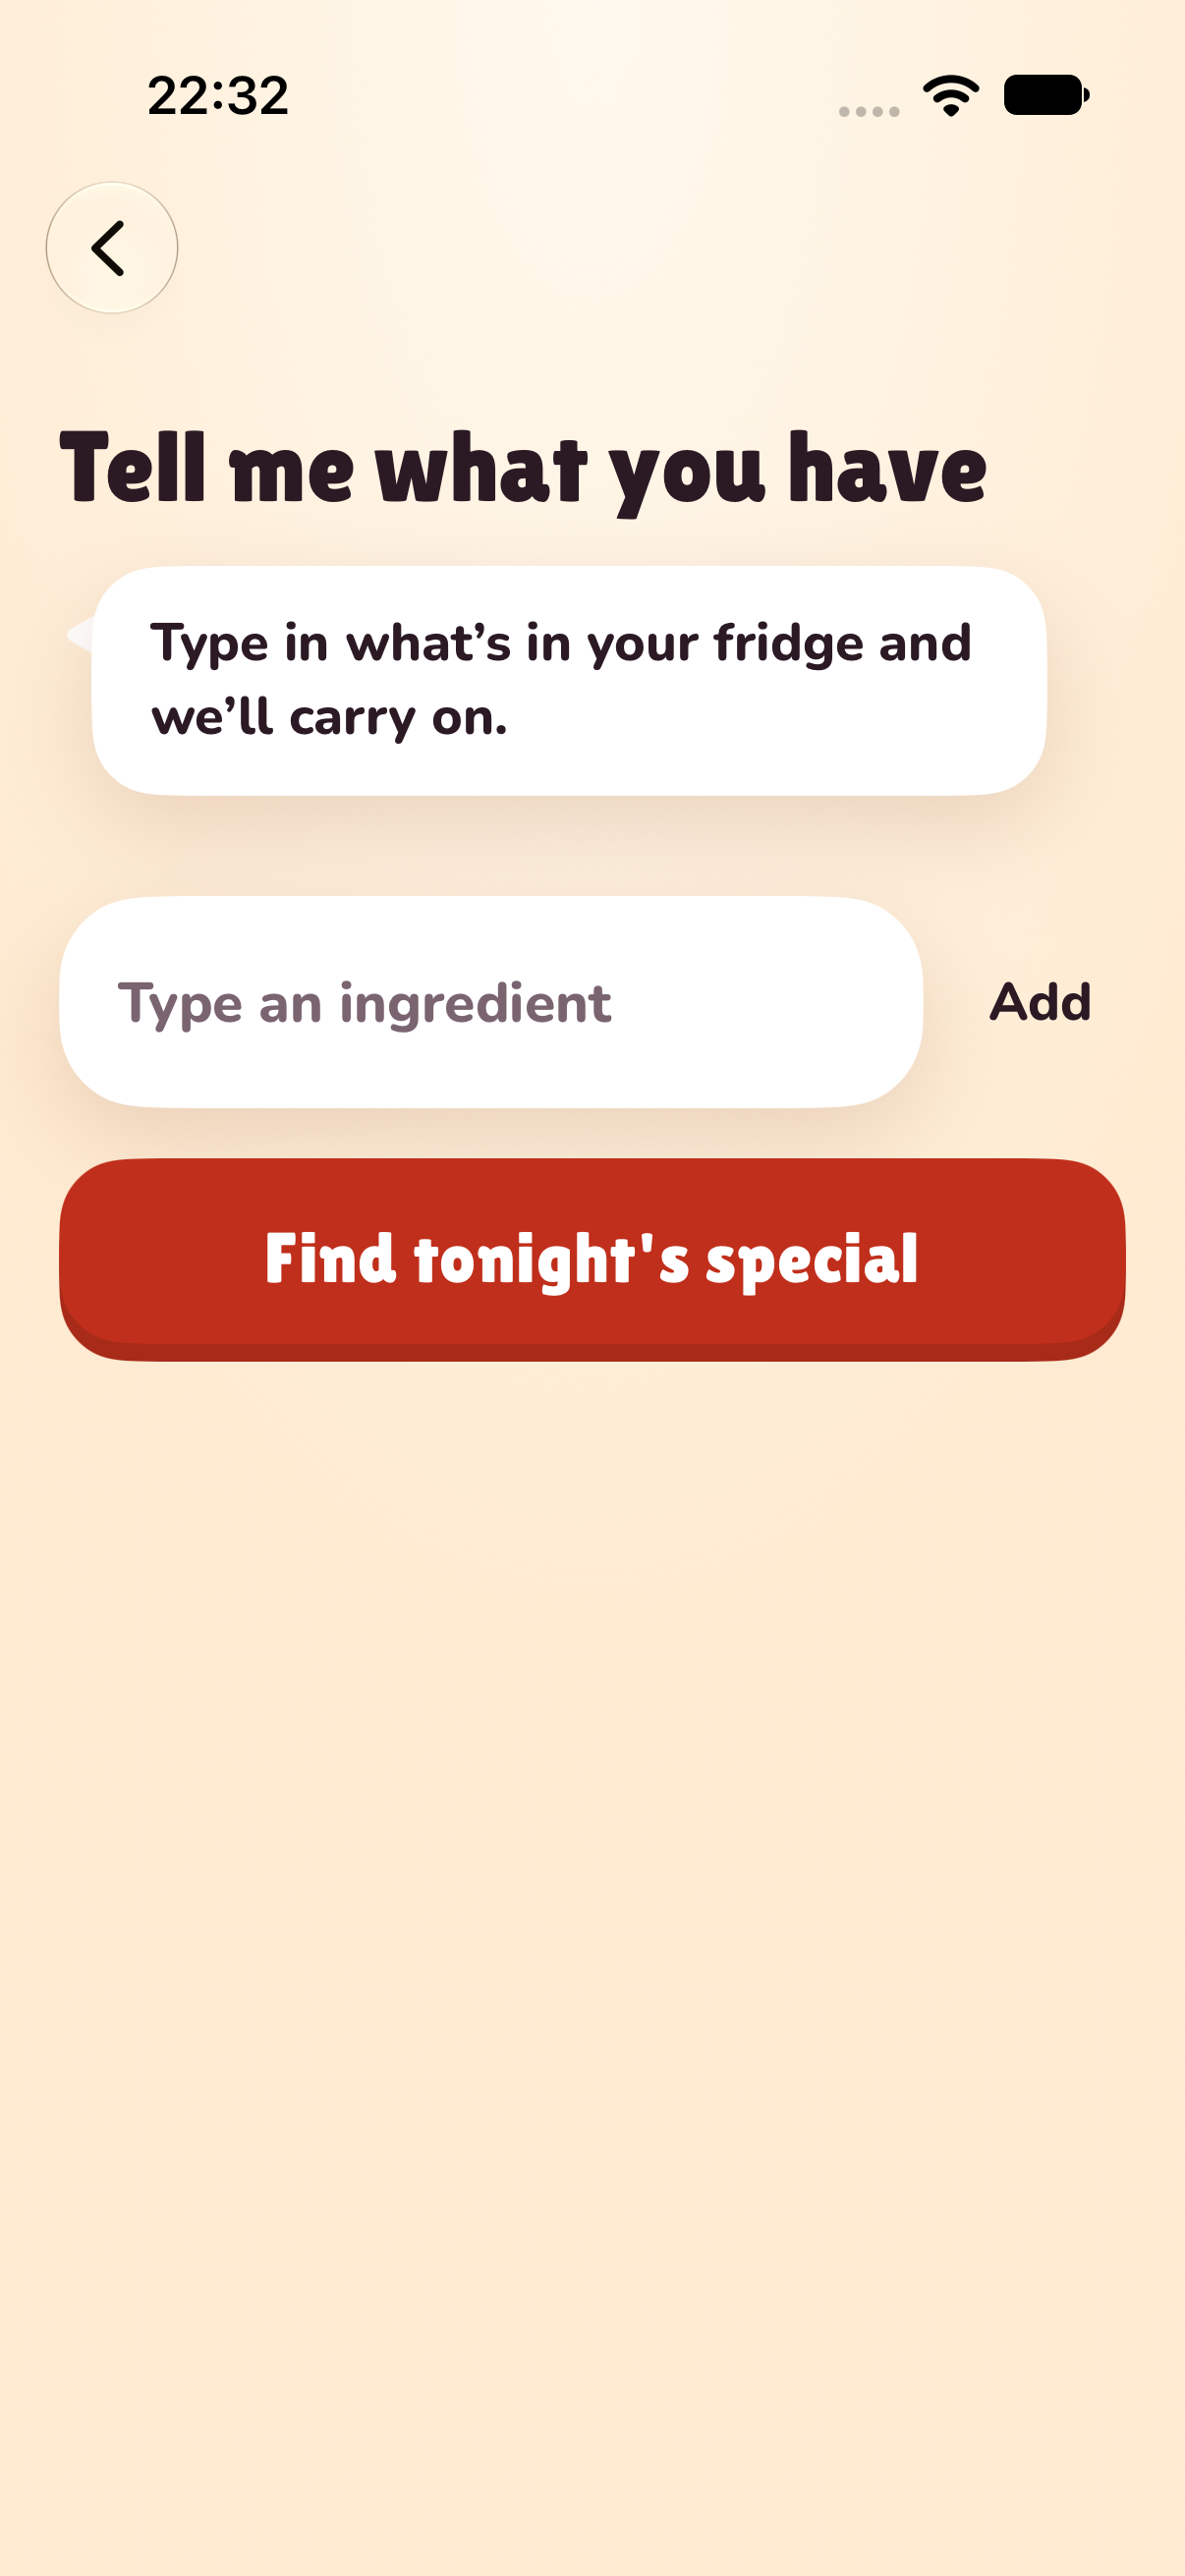 22:32
Tell me what you have
Type in what’s in your fridge and
we’ll carry on.
Type an ingredient
Add
Find tonight's special